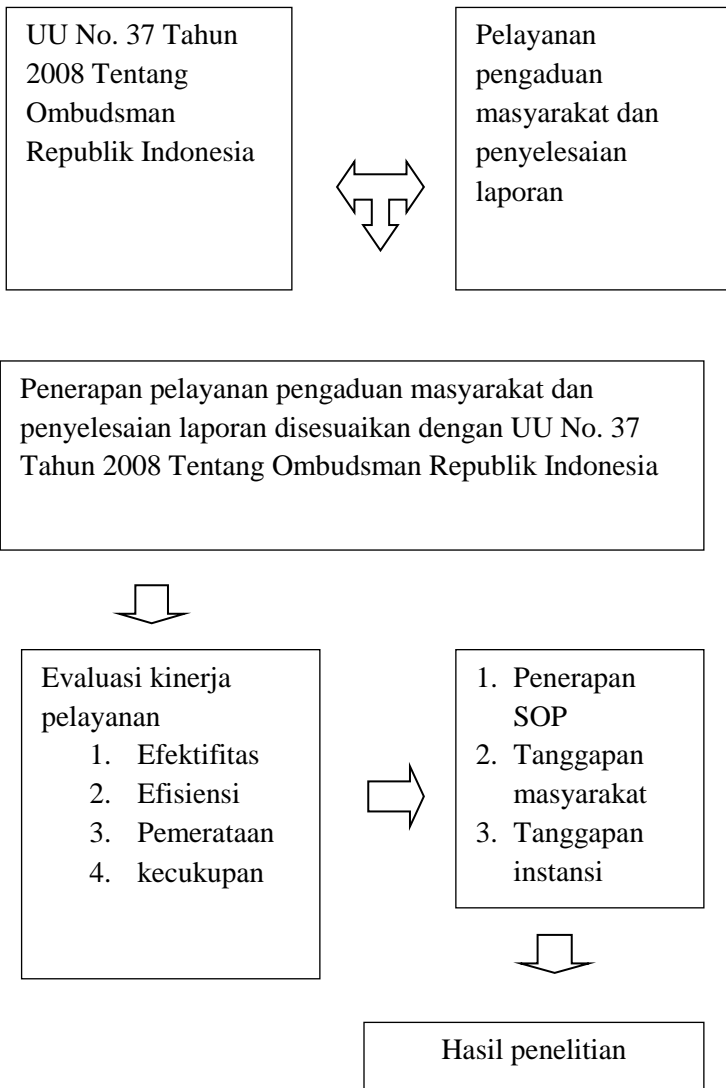 UU No. 37 Tahun
2008 Tentang
Ombudsman
Republik Indonesia
Pelayanan
pengaduan
masyarakat dan
penyelesaian
laporan
Penerapan pelayanan pengaduan masyarakat dan
penyelesaian laporan disesuaikan dengan UU No. 37
Tahun 2008 Tentang Ombudsman Republik Indonesia
Evaluasi kinerja
pelayanan
1. Efektifitas
2. Efisiensi
3. Pemerataan
4. kecukupan
1. Penerapan
SOP
2. Tanggapan
masyarakat
3. Tanggapan
instansi
Hasil penelitian